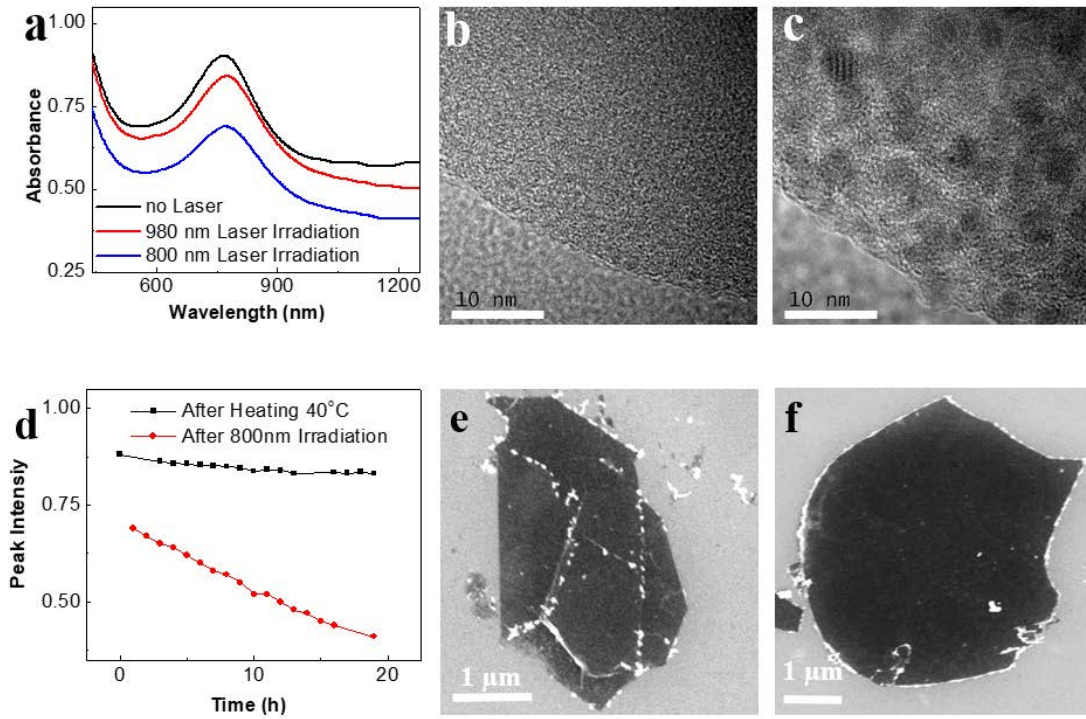 a
1.00
0.75
0.50
0.25
Absorbance
no Laser
980 nm Laser Irradiation
800 nm Laser Irradiation
600
900
1200
Wavelength (nm)
b
10 nm
c
10 nm
d
1.00
0.75
0.50
Peak Intensiy
After Heating 40°C
After 800nm Irradiation
0
10
20
Time (h)
e
1 μm
f
1 μm